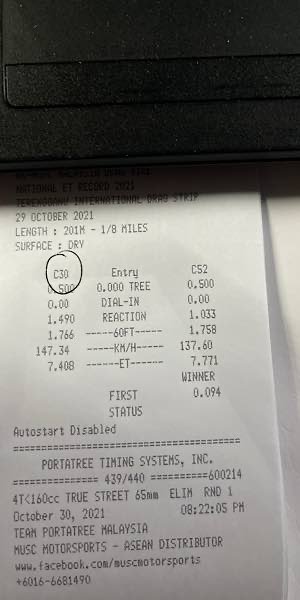 NATIONAL ET RECORD 2021
TERENGGANU INTERNATIONAL DRAG STRIP
29 OCTOBER 2021
LENGTH : 201M - 1/8 MILES
SURFACE : DRY
C30 Entry C52
0.500 0.000 TREE 0.500
0.00 DIAL-IN 0.00
1.490 REACTION 1.033
1.766 -----60FT----- 1.758
147.34 -----KM/H----- 137.60
7.408 ------ET------ 7.771
WINNER
FIRST 0.094
STATUS
Autostart Disabled
========================================
PORTATREE TIMING SYSTEMS, INC.
============== 439/440 ==========600214
4T<160cc TRUE STREET 65mm ELIM RND 1
October 30, 2021 08:22:05 PM
TEAM PORTATREE MALAYSIA
MUSC MOTORSPORTS - ASEAN DISTRIBUTOR
www.facebook.com/muscmotorsports
+6016-6681490